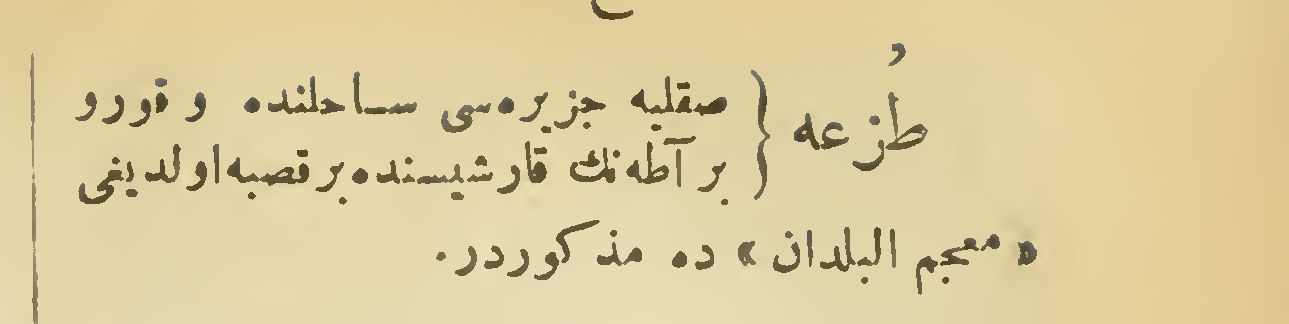 طُزعه { صقلیه جزیره‌سی ساحلنده و قورو
بر آطه‌نك قارشیسنده بر قصبه اولدیغی
« معجم البلدان » ده مذکوردر.